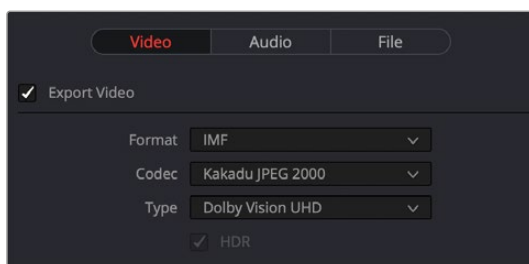 Video Audio File
Export Video
Format IMF
Codec Kakadu JPEG 2000
Type Dolby Vision UHD
HDR